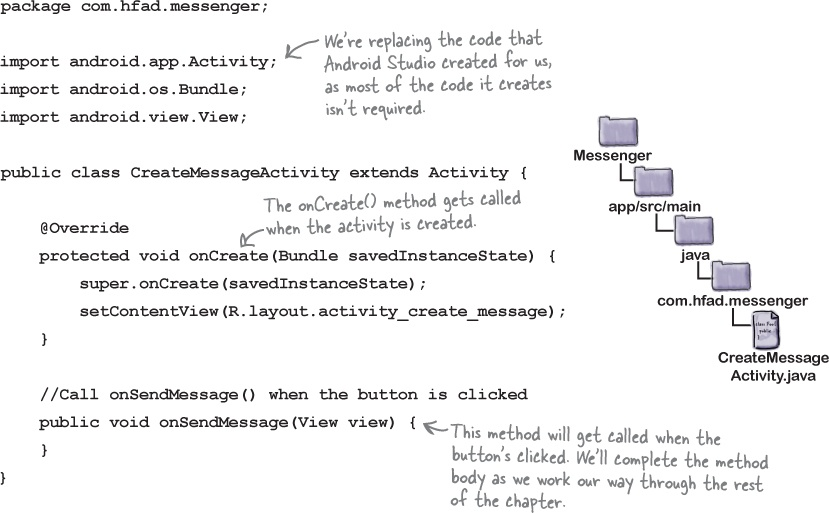 package com.hfad.messenger;
import android.app.Activity;
import android.os.Bundle;
import android.view.View;
We're replacing the code that
Android Studio created for us,
as most of the code it creates
isn't required.
public class CreateMessageActivity extends Activity {
The onCreate() method gets called
when the activity is created.
@Override
protected void onCreate(Bundle savedInstanceState) {
super.onCreate(savedInstanceState);
setContentView(R.layout.activity_create_message);
}
//Call onSendMessage() when the button is clicked
public void onSendMessage(View view) {
}
}
This method will get called when the
button's clicked. We'll complete the method
body as we work our way through the rest
of the chapter.
Messenger
app/src/main
java
com.hfad.messenger
CreateMessage
Activity.java